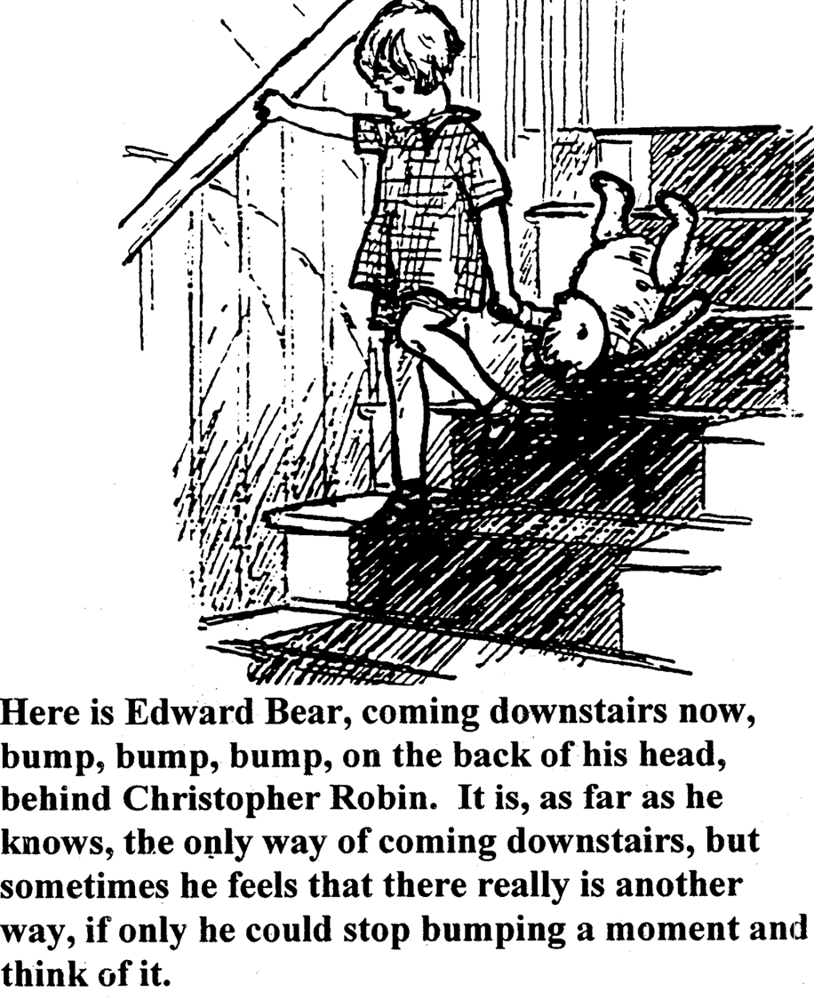 Here is Edward Bear, coming downstairs now,
bump, bump, bump, on the back of his head,
behind Christopher Robin.  It is, as far as he
knows, the only way of coming downstairs, but
sometimes he feels that there really is another
way, if only he could stop bumping a moment and
think of it.